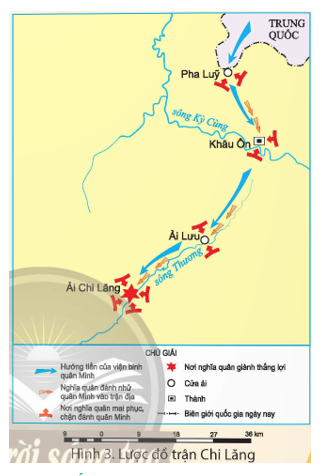 TRUNG
QUỐC
Pha Luỹ
sông Kỳ Cùng
Khâu Ôn
Ải Lưu
sông Thương
Ải Chi Lăng
CHÚ GIẢI
Hướng tiến của viện binh
quân Minh
Nghĩa quân đánh nhử
quân Minh vào trận địa
Nơi nghĩa quân mai phục,
chặn đánh quân Minh
Nơi nghĩa quân giành thắng lợi
Cửa ải
Thành
Biên giới quốc gia ngày nay
9 0 9 18 27 36 km
Hình 3. Lược đồ trận Chi Lăng